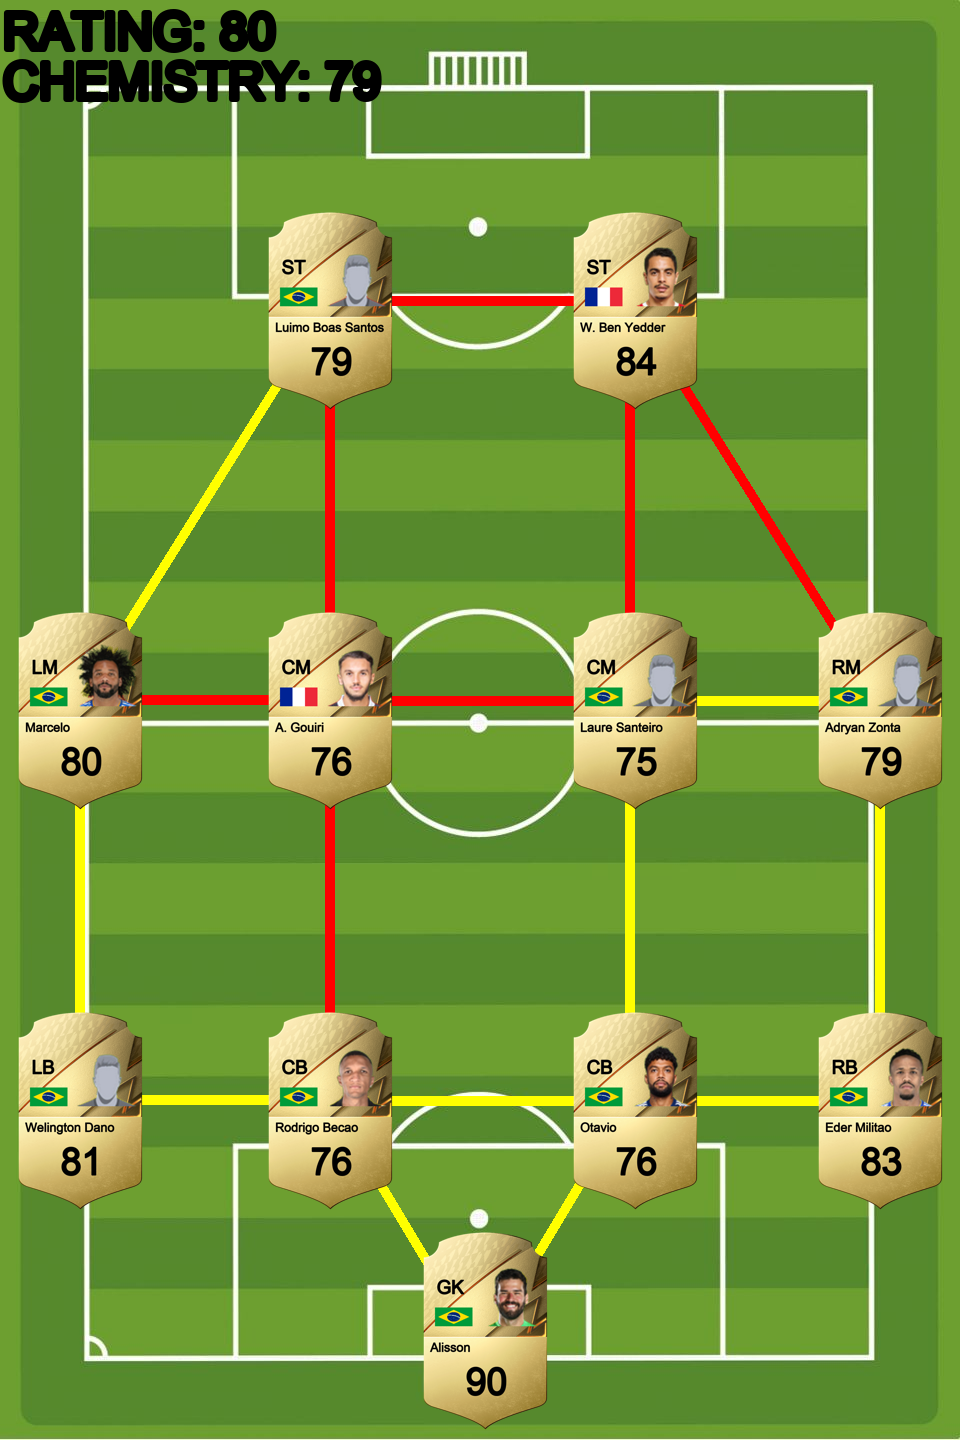 RATING: 80
CHEMISTRY: 79
ST
Luimo Boas Santos
79
ST
W. Ben Yedder
84
LM
Marcelo
80
CM
A. Gouiri
76
CM
Laure Santeiro
75
RM
Adryan Zonta
79
LB
Welington Dano
81
CB
Rodrigo Becao
76
CB
Otavio
76
RB
Eder Militao
83
GK
Alisson
90